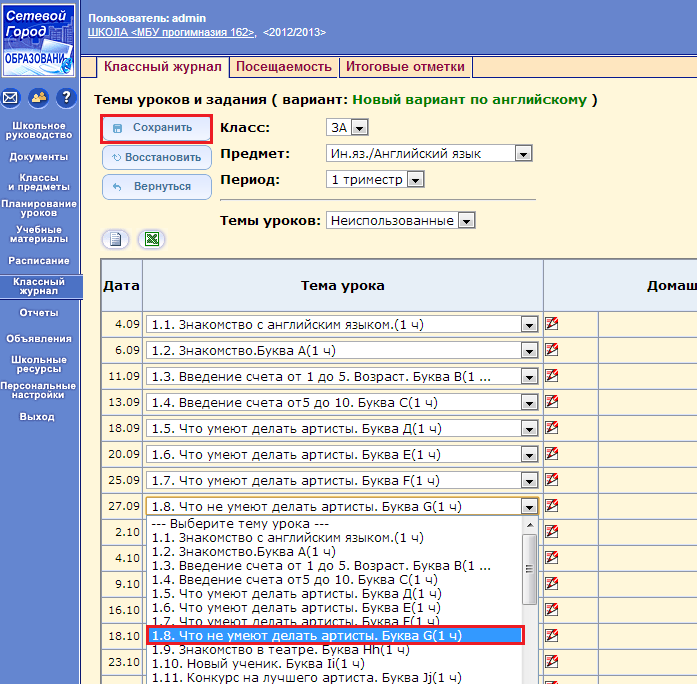 Сетевой
Город
ОБРАЗОВАНИ
Пользователь: admin
ШКОЛА <МБУ прогимназия 162>, <2012/2013>
Классный журнал Посещаемость Итоговые отметки
Школьное
руководство
Документы
Классы
и предметы
Планирование
уроков
Учебные
материалы
Расписание
Классный
журнал
Отчеты
Объявления
Школьные
ресурсы
Персональные
настройки
Выход
Темы уроков и задания ( вариант: Новый вариант по английскому )
Сохранить
Восстановить
Вернуться
Класс: 3А
Предмет: Ин.яз./Английский язык
Период: 1 триместр
Темы уроков: Неиспользованные
Дата Тема урока Домаш
4.09 1.1. Знакомство с английским языком.(1 ч)
6.09 1.2. Знакомство.Буква А(1 ч)
11.09 1.3. Введение счета от 1 до 5. Возраст. Буква В(1 ...
13.09 1.4. Введение счета от5 до 10. Буква С(1 ч)
18.09 1.5. Что умеют делать артисты. Буква Д(1 ч)
20.09 1.6. Что умеют делать артисты. Буква Е(1 ч)
25.09 1.7. Что умеют делать артисты. Буква F(1 ч)
27.09 1.8. Что не умеют делать артисты. Буква G(1 ч)
2.10
4.10
9.10
16.10
18.10
23.10
--- Выберите тему урока ---
1.1. Знакомство с английским языком.(1 ч)
1.2. Знакомство.Буква А(1 ч)
1.3. Введение счета от 1 до 5. Возраст. Буква В(1 ...
1.4. Введение счета от5 до 10. Буква С(1 ч)
1.5. Что умеют делать артисты. Буква Д(1 ч)
1.6. Что умеют делать артисты. Буква Е(1 ч)
1.7. Что умеют делать артисты. Буква F(1 ч)
1.8. Что не умеют делать артисты. Буква G(1 ч)
1.9. Знакомство в театре. Буква Hh(1 ч)
1.10. Новый ученик. Буква Ii(1 ч)
1.11. Конкурс на лучшего артиста. Буква Jj(1 ч)